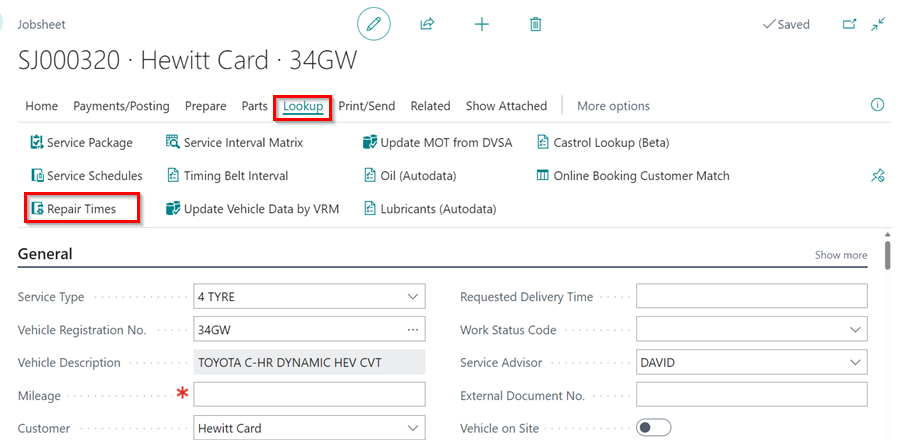 Jobsheet
Saved
SJ000320 · Hewitt Card · 34GW
Home Payments/Posting Prepare Parts Lookup Print/Send Related Show Attached More options
Service Package Service Interval Matrix Update MOT from DVSA Castrol Lookup (Beta)
Service Schedules Timing Belt Interval Oil (Autodata) Online Booking Customer Match
Repair Times Update Vehicle Data by VRM Lubricants (Autodata)
General Show more
Service Type 4 TYRE Requested Delivery Time
Vehicle Registration No. 34GW Work Status Code
Vehicle Description TOYOTA C-HR DYNAMIC HEV CVT Service Advisor DAVID
Mileage * External Document No.
Customer Hewitt Card Vehicle on Site